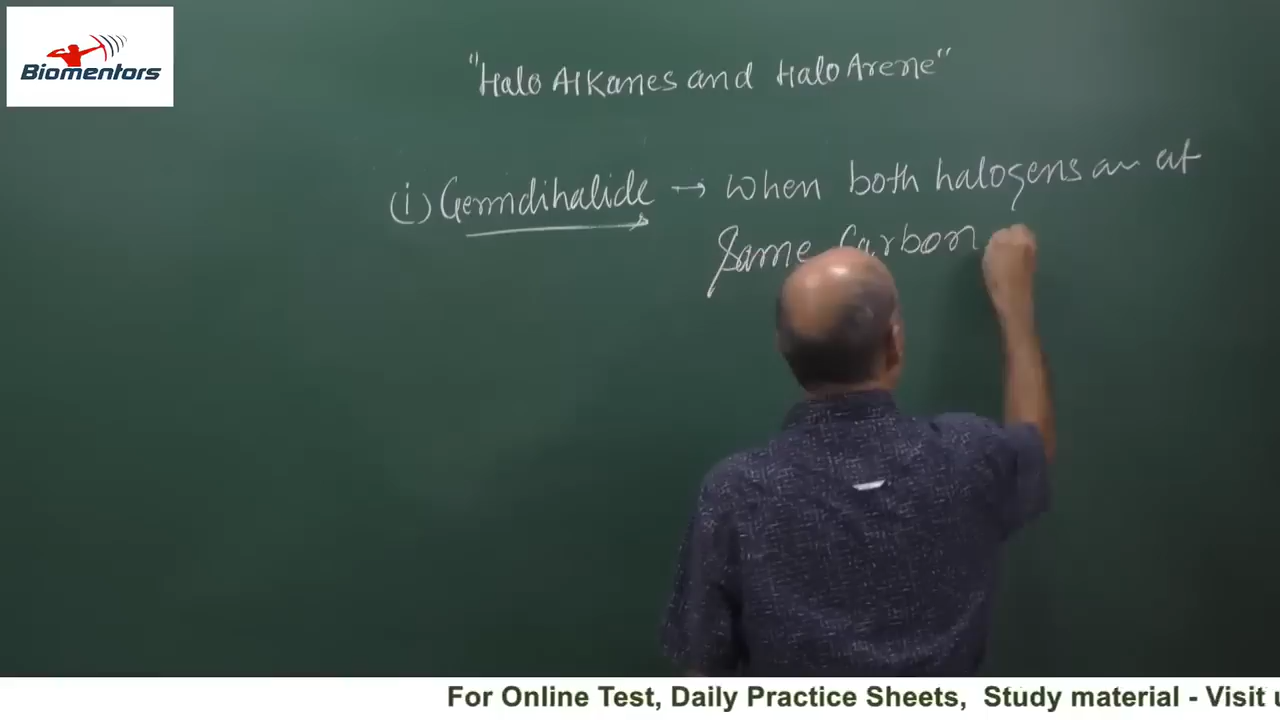 Biomentors
"Halo Alkanes and Halo Arene"
(i) Gemdihalide → When both halogens are at
Same Carbon
For Online Test, Daily Practice Sheets, Study material - Visit u